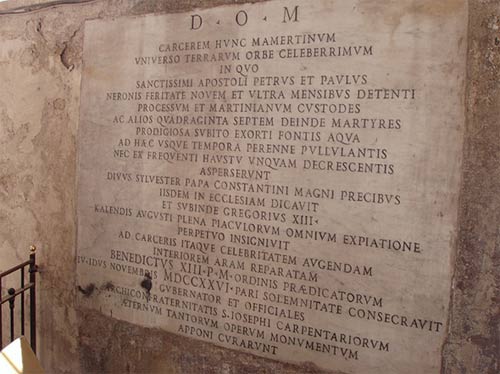 D · O · M
CARCEREM HVNC MAMERTINVM
VNIVERSO TERRARVM ORBE CELEBERRIMVM
IN QVO
SANCTISSIMI APOSTOLI PETRVS ET PAVLVS
NERONIS FERITATE NOVEM ET VLTRA MENSIBVS DETENTI
PROCESSVM ET MARTINIANVM CVSTODES
AC ALIOS QVADRAGINTA SEPTEM DEINDE MARTYRES
PRODIGIOSA SVBITO EXORTI FONTIS AQVA
AD HÆC VSQVE TEMPORA PERENNE PVLLVLANTIS
NEC EX FREQVENTI HAVSTV VNQVAM DECRESCENTIS
ASPERSERVNT
DIVVS SYLVESTER PAPA CONSTANTINI MAGNI PRECIBVS
IISDEM IN ECCLESIAM DICAVIT
ET SVBINDE GREGORIVS XIII·
KALENDIS AVGVSTI PLENA PIACVLORVM OMNIVM EXPIATIONE
PERPETVO INSIGNIVIT
AD CARCERIS ITAQVE CELEBRITATEM AVGENDAM
INTERIOREM ARAM REPARATAM
BENEDICTVS XIII·P·M·ORDINIS PRÆDICATORVM
IV·IDVS NOVEMBRIS MDCCXXVI·PARI SOLEMNITATE CONSECRAVIT
GVBERNATOR ET OFFICIALES
ARCHICONFRATERNITATIS S·IOSEPHI CARPENTARIORVM
ÆTERNVM TANTORVM OPERVM MONVMENTVM
APPONI CVRARVNT